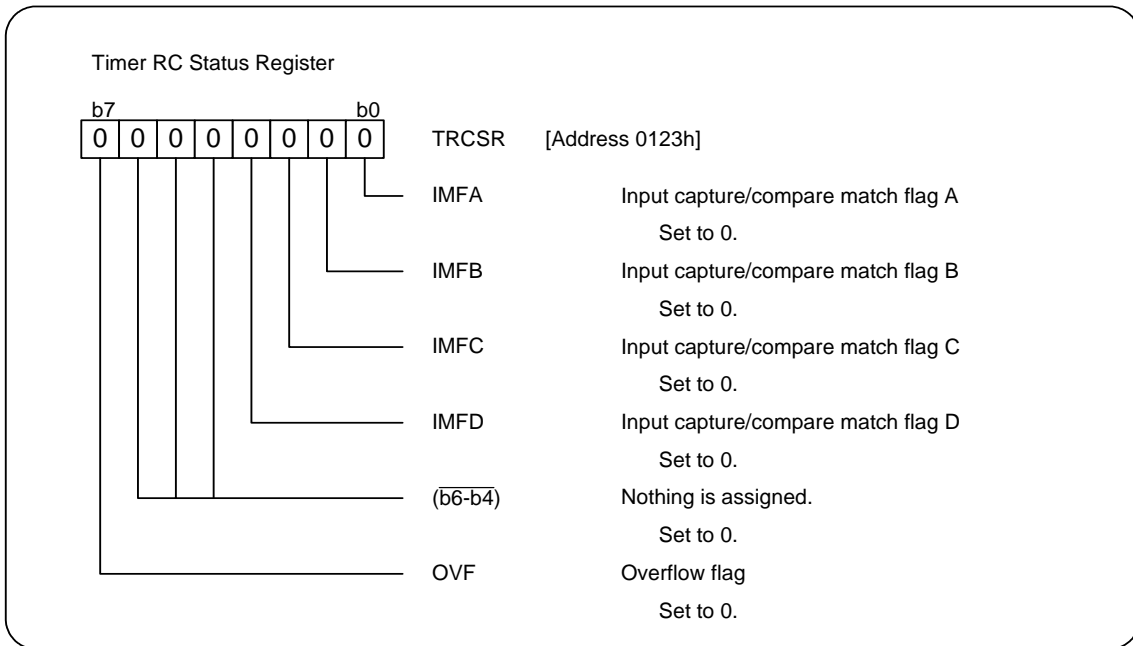 Timer RC Status Register
b7 b0
0 0 0 0 0 0 0 0 TRCSR [Address 0123h]
IMFA Input capture/compare match flag A
Set to 0.
IMFB Input capture/compare match flag B
Set to 0.
IMFC Input capture/compare match flag C
Set to 0.
IMFD Input capture/compare match flag D
Set to 0.
(b6-b4) Nothing is assigned.
Set to 0.
OVF Overflow flag
Set to 0.